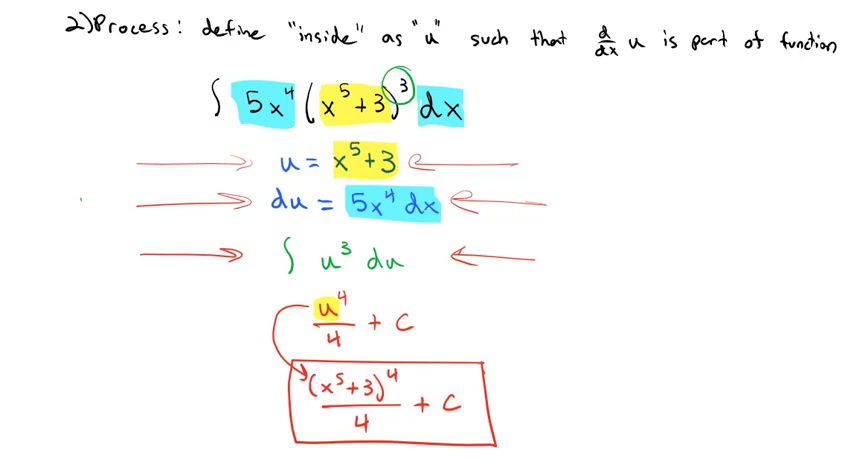 2) Process: define "inside" as "u" such that d/dx u is part of function
∫ 5x⁴ (x⁵ + 3)³ dx
u = x⁵ + 3
du = 5x⁴ dx
∫ u³ du
u⁴/4 + C
(x⁵ + 3)⁴/4 + C